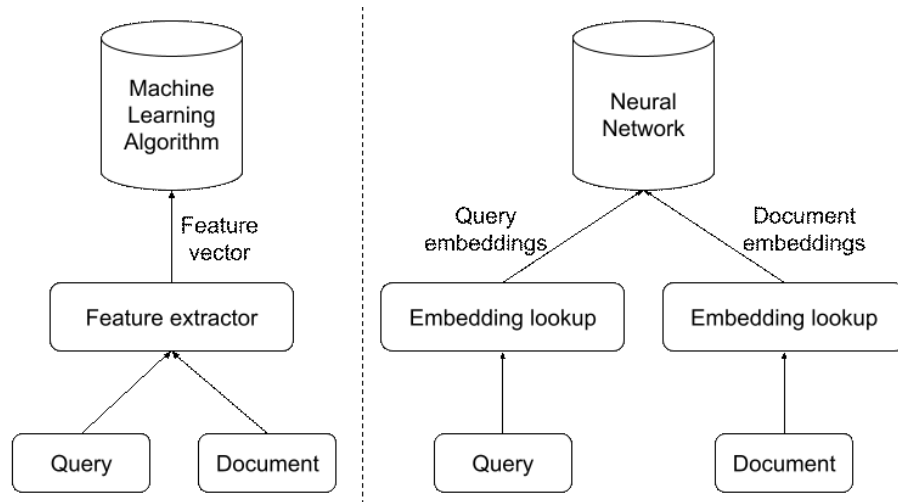 Machine
Learning
Algorithm
Feature
vector
Feature extractor
Query
Document
Neural
Network
Query
embeddings
Document
embeddings
Embedding lookup
Embedding lookup
Query
Document